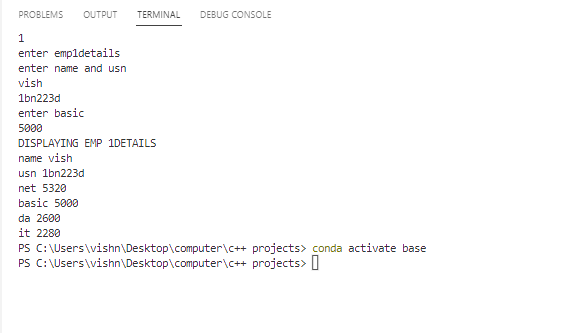 PROBLEMS OUTPUT TERMINAL DEBUG CONSOLE
1
enter emp1details
enter name and usn
vish
1bn223d
enter basic
5000
DISPLAYING EMP 1DETAILS
name vish
usn 1bn223d
net 5320
basic 5000
da 2600
it 2280
PS C:\Users\vishn\Desktop\computer\c++ projects> conda activate base
PS C:\Users\vishn\Desktop\computer\c++ projects>